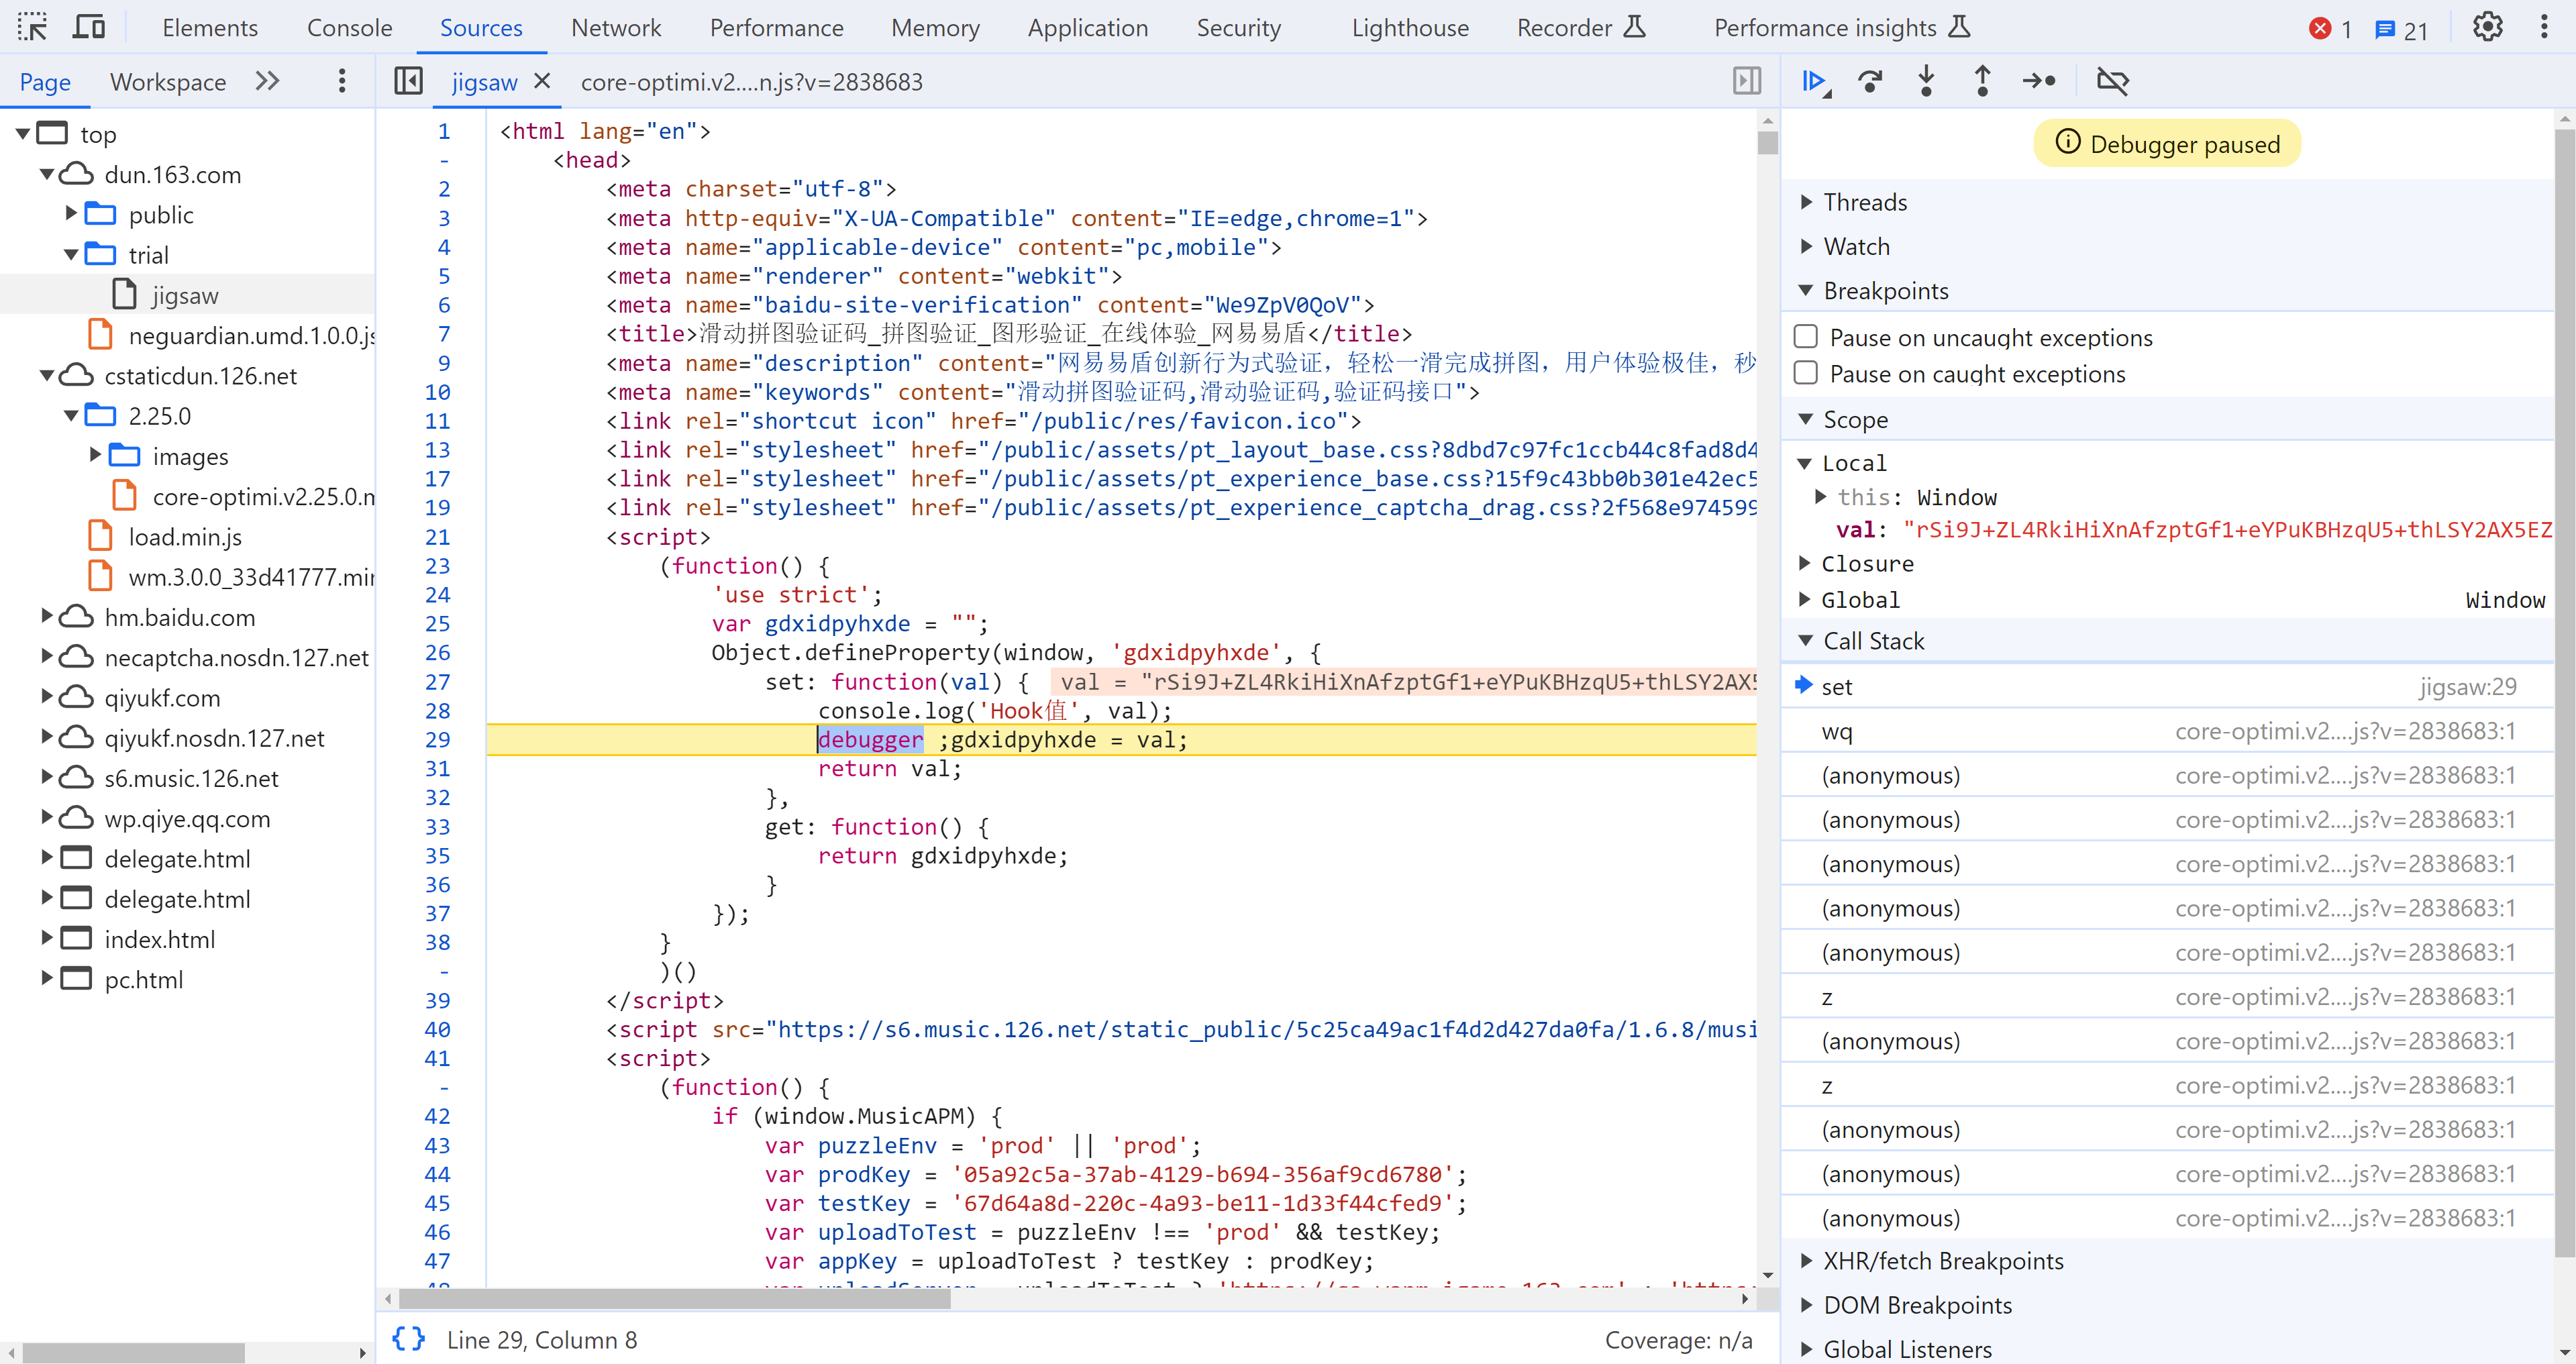 Elements Console Sources Network Performance Memory Application Security Lighthouse Recorder Performance insights 1 21
Page Workspace
top
dun.163.com
public
trial
jigsaw
neguardian.umd.1.0.0.js
cstaticdun.126.net
2.25.0
images
core-optimi.v2.25.0.m
load.min.js
wm.3.0.0_33d41777.min
hm.baidu.com
necaptcha.nosdn.127.net
qiyukf.com
qiyukf.nosdn.127.net
s6.music.126.net
wp.qiye.qq.com
delegate.html
delegate.html
index.html
pc.html
jigsaw core-optimi.v2....n.js?v=2838683
1 <html lang="en">
- <head>
2 <meta charset="utf-8">
3 <meta http-equiv="X-UA-Compatible" content="IE=edge,chrome=1">
4 <meta name="applicable-device" content="pc,mobile">
5 <meta name="renderer" content="webkit">
6 <meta name="baidu-site-verification" content="We9ZpV0QoV">
7 <title>滑动拼图验证码_拼图验证_图形验证_在线体验_网易易盾</title>
9 <meta name="description" content="网易易盾创新行为式验证，轻松一滑完成拼图，用户体验极佳，秒
10 <meta name="keywords" content="滑动拼图验证码,滑动验证码,验证码接口">
11 <link rel="shortcut icon" href="/public/res/favicon.ico">
13 <link rel="stylesheet" href="/public/assets/pt_layout_base.css?8dbd7c97fc1ccb44c8fad8d4
17 <link rel="stylesheet" href="/public/assets/pt_experience_base.css?15f9c43bb0b301e42ec5
19 <link rel="stylesheet" href="/public/assets/pt_experience_captcha_drag.css?2f568e974599
21 <script>
23 (function() {
24 'use strict';
25 var gdxidpyhxde = "";
26 Object.defineProperty(window, 'gdxidpyhxde', {
27 set: function(val) { val = "rSi9J+ZL4RkiHiXnAfzptGf1+eYPuKBHzqU5+thLSY2AX5
28 console.log('Hook值', val);
29 debugger ;gdxidpyhxde = val;
31 return val;
32 },
33 get: function() {
35 return gdxidpyhxde;
36 }
37 });
38 }
- )()
39 </script>
40 <script src="https://s6.music.126.net/static_public/5c25ca49ac1f4d2d427da0fa/1.6.8/musi
41 <script>
- (function() {
42 if (window.MusicAPM) {
43 var puzzleEnv = 'prod' || 'prod';
44 var prodKey = '05a92c5a-37ab-4129-b694-356af9cd6780';
45 var testKey = '67d64a8d-220c-4a93-be11-1d33f44cfed9';
46 var uploadToTest = puzzleEnv !== 'prod' && testKey;
47 var appKey = uploadToTest ? testKey : prodKey;
{} Line 29, Column 8 Coverage: n/a
Debugger paused
Threads
Watch
Breakpoints
Pause on uncaught exceptions
Pause on caught exceptions
Scope
Local
this: Window
val: "rSi9J+ZL4RkiHiXnAfzptGf1+eYPuKBHzqU5+thLSY2AX5EZ
Closure
Global Window
Call Stack
set jigsaw:29
wq core-optimi.v2....js?v=2838683:1
(anonymous) core-optimi.v2....js?v=2838683:1
(anonymous) core-optimi.v2....js?v=2838683:1
(anonymous) core-optimi.v2....js?v=2838683:1
(anonymous) core-optimi.v2....js?v=2838683:1
(anonymous) core-optimi.v2....js?v=2838683:1
z core-optimi.v2....js?v=2838683:1
(anonymous) core-optimi.v2....js?v=2838683:1
z core-optimi.v2....js?v=2838683:1
(anonymous) core-optimi.v2....js?v=2838683:1
(anonymous) core-optimi.v2....js?v=2838683:1
(anonymous) core-optimi.v2....js?v=2838683:1
XHR/fetch Breakpoints
DOM Breakpoints
Global Listeners